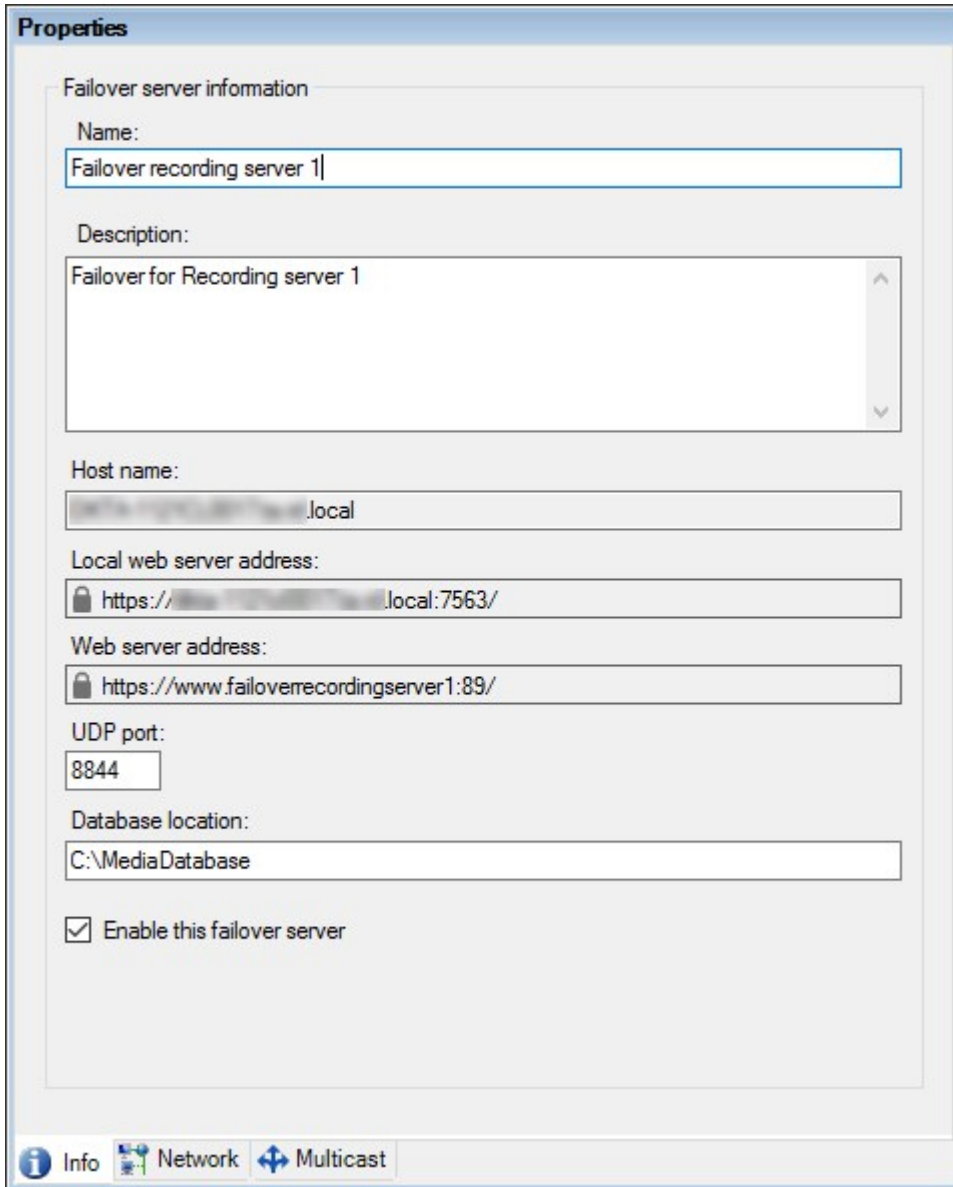 Properties
Failover server information
Name:
Failover recording server 1
Description:
Failover for Recording server 1
Host name:
.local
Local web server address:
https:// .local:7563/
Web server address:
https://www.failoverrecordingserver1:89/
UDP port:
8844
Database location:
C:\MediaDatabase
Enable this failover server
Info Network Multicast